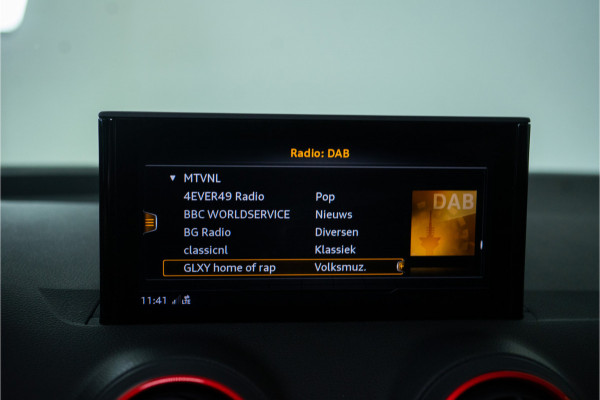 Radio: DAB
▼ MTVNL
4EVER49 Radio Pop
BBC WORLDSERVICE Nieuws
BG Radio Diversen
classicnl Klassiek
GLXY home of rap Volksmuz.
DAB
11:41 LTE